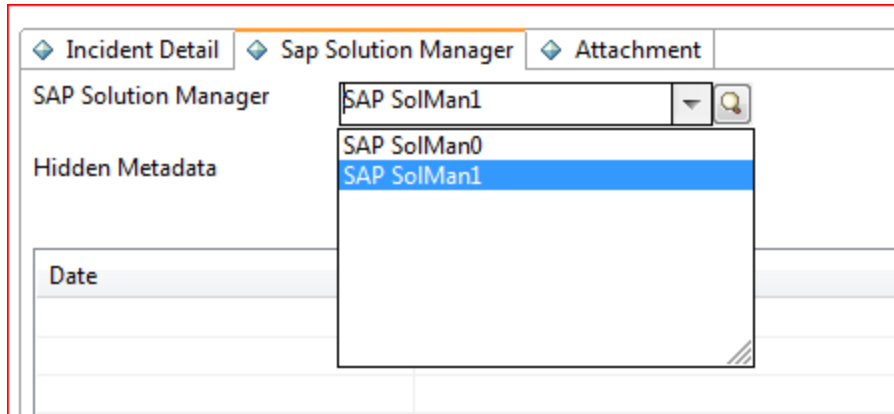 Incident Detail Sap Solution Manager Attachment
SAP Solution Manager SAP SolMan1
SAP SolMan0
Hidden Metadata SAP SolMan1
Date